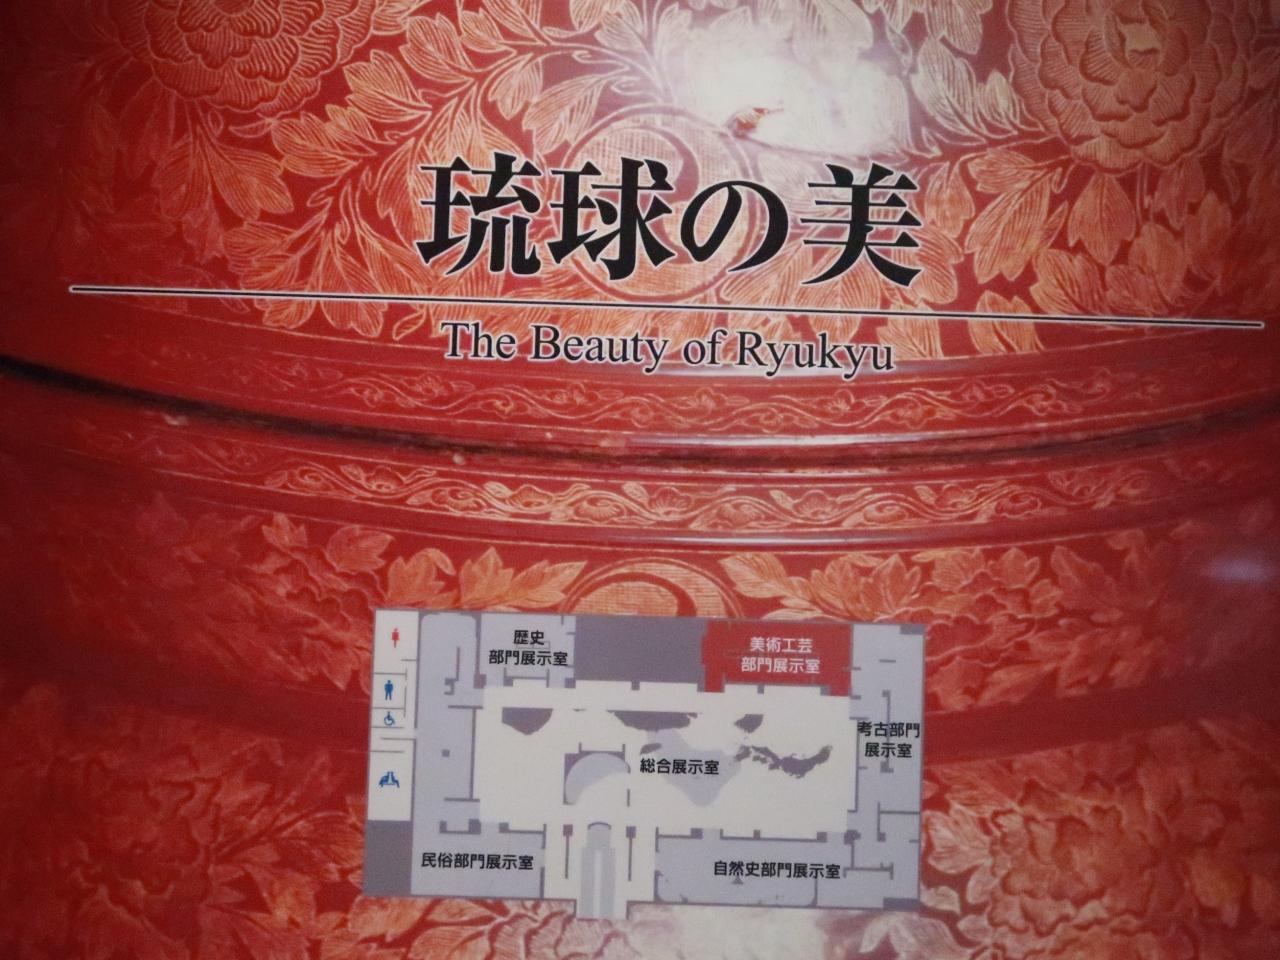 琉球の美
The Beauty of Ryukyu
歴史
部門展示室
美術工芸
部門展示室
考古部門
展示室
総合展示室
民俗部門展示室
自然史部門展示室